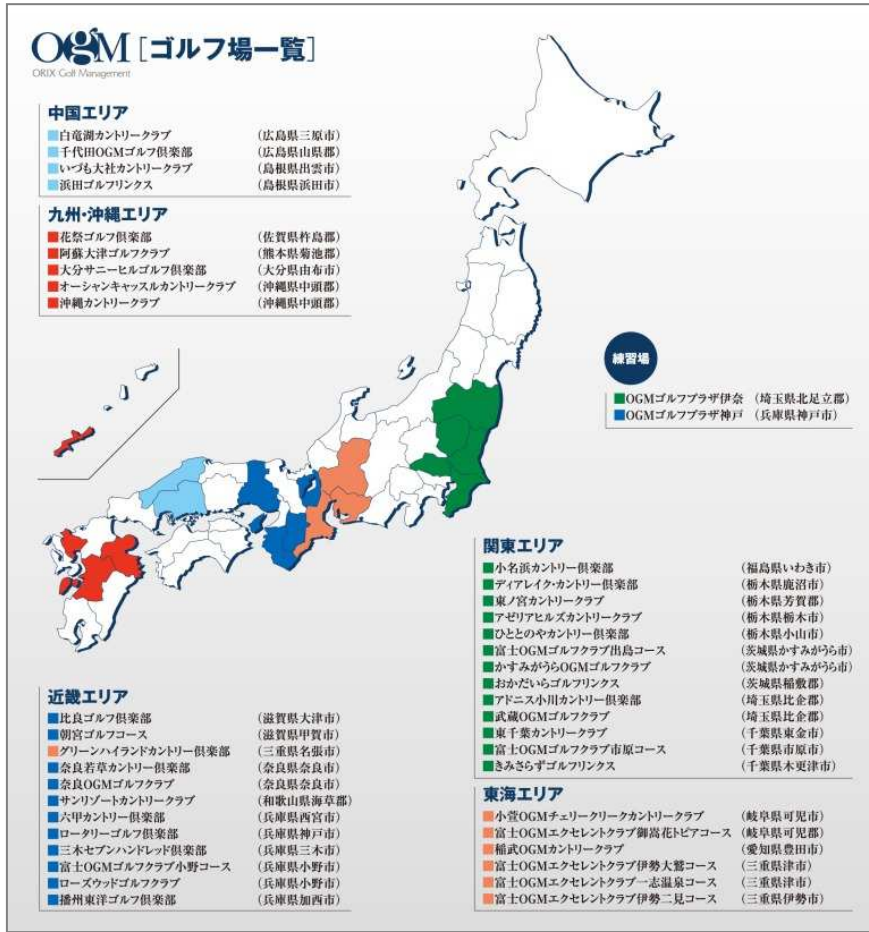 OGM［ゴルフ場一覧］
ORIX Golf Management
中国エリア
白竜湖カントリークラブ （広島県三原市）
千代田OGMゴルフ倶楽部 （広島県山県郡）
いづも大社カントリークラブ （島根県出雲市）
浜田ゴルフリンクス （島根県浜田市）
九州・沖縄エリア
花祭ゴルフ倶楽部 （佐賀県杵島郡）
阿蘇大津ゴルフクラブ （熊本県菊池郡）
大分サニーヒルゴルフ倶楽部 （大分県由布市）
オーシャンキャッスルカントリークラブ （沖縄県中頭郡）
沖縄カントリークラブ （沖縄県中頭郡）
練習場
OGMゴルフプラザ伊奈 （埼玉県北足立郡）
OGMゴルフプラザ神戸 （兵庫県神戸市）
関東エリア
小名浜カントリー倶楽部 （福島県いわき市）
ディアレイク・カントリー倶楽部 （栃木県鹿沼市）
東ノ宮カントリークラブ （栃木県芳賀郡）
アゼリアヒルズカントリークラブ （栃木県栃木市）
ひととのやカントリー倶楽部 （栃木県小山市）
富士OGMゴルフクラブ出島コース （茨城県かすみがうら市）
かすみがうらOGMゴルフクラブ （茨城県かすみがうら市）
おかだいらゴルフリンクス （茨城県稲敷郡）
アドニス小川カントリー倶楽部 （埼玉県比企郡）
武蔵OGMゴルフクラブ （埼玉県比企郡）
東千葉カントリークラブ （千葉県東金市）
富士OGMゴルフクラブ市原コース （千葉県市原市）
きみさらずゴルフリンクス （千葉県木更津市）
近畿エリア
比良ゴルフ倶楽部 （滋賀県大津市）
朝宮ゴルフコース （滋賀県甲賀市）
グリーンハイランドカントリー倶楽部 （三重県名張市）
奈良若草カントリー倶楽部 （奈良県奈良市）
奈良OGMゴルフクラブ （奈良県奈良市）
サンリゾートカントリークラブ （和歌山県海草郡）
六甲カントリー倶楽部 （兵庫県西宮市）
ロータリーゴルフ倶楽部 （兵庫県神戸市）
三木セブンハンドレッド倶楽部 （兵庫県三木市）
富士OGMゴルフクラブ小野コース （兵庫県小野市）
ローズウッドゴルフクラブ （兵庫県小野市）
播州東洋ゴルフ倶楽部 （兵庫県加西市）
東海エリア
小萱OGMチェリークリークカントリークラブ （岐阜県可児市）
富士OGMエクセレントクラブ御嵩花トピアコース （岐阜県可児郡）
稲武OGMカントリークラブ （愛知県豊田市）
富士OGMエクセレントクラブ伊勢大鷲コース （三重県津市）
富士OGMエクセレントクラブ一志温泉コース （三重県津市）
富士OGMエクセレントクラブ伊勢二見コース （三重県伊勢市）